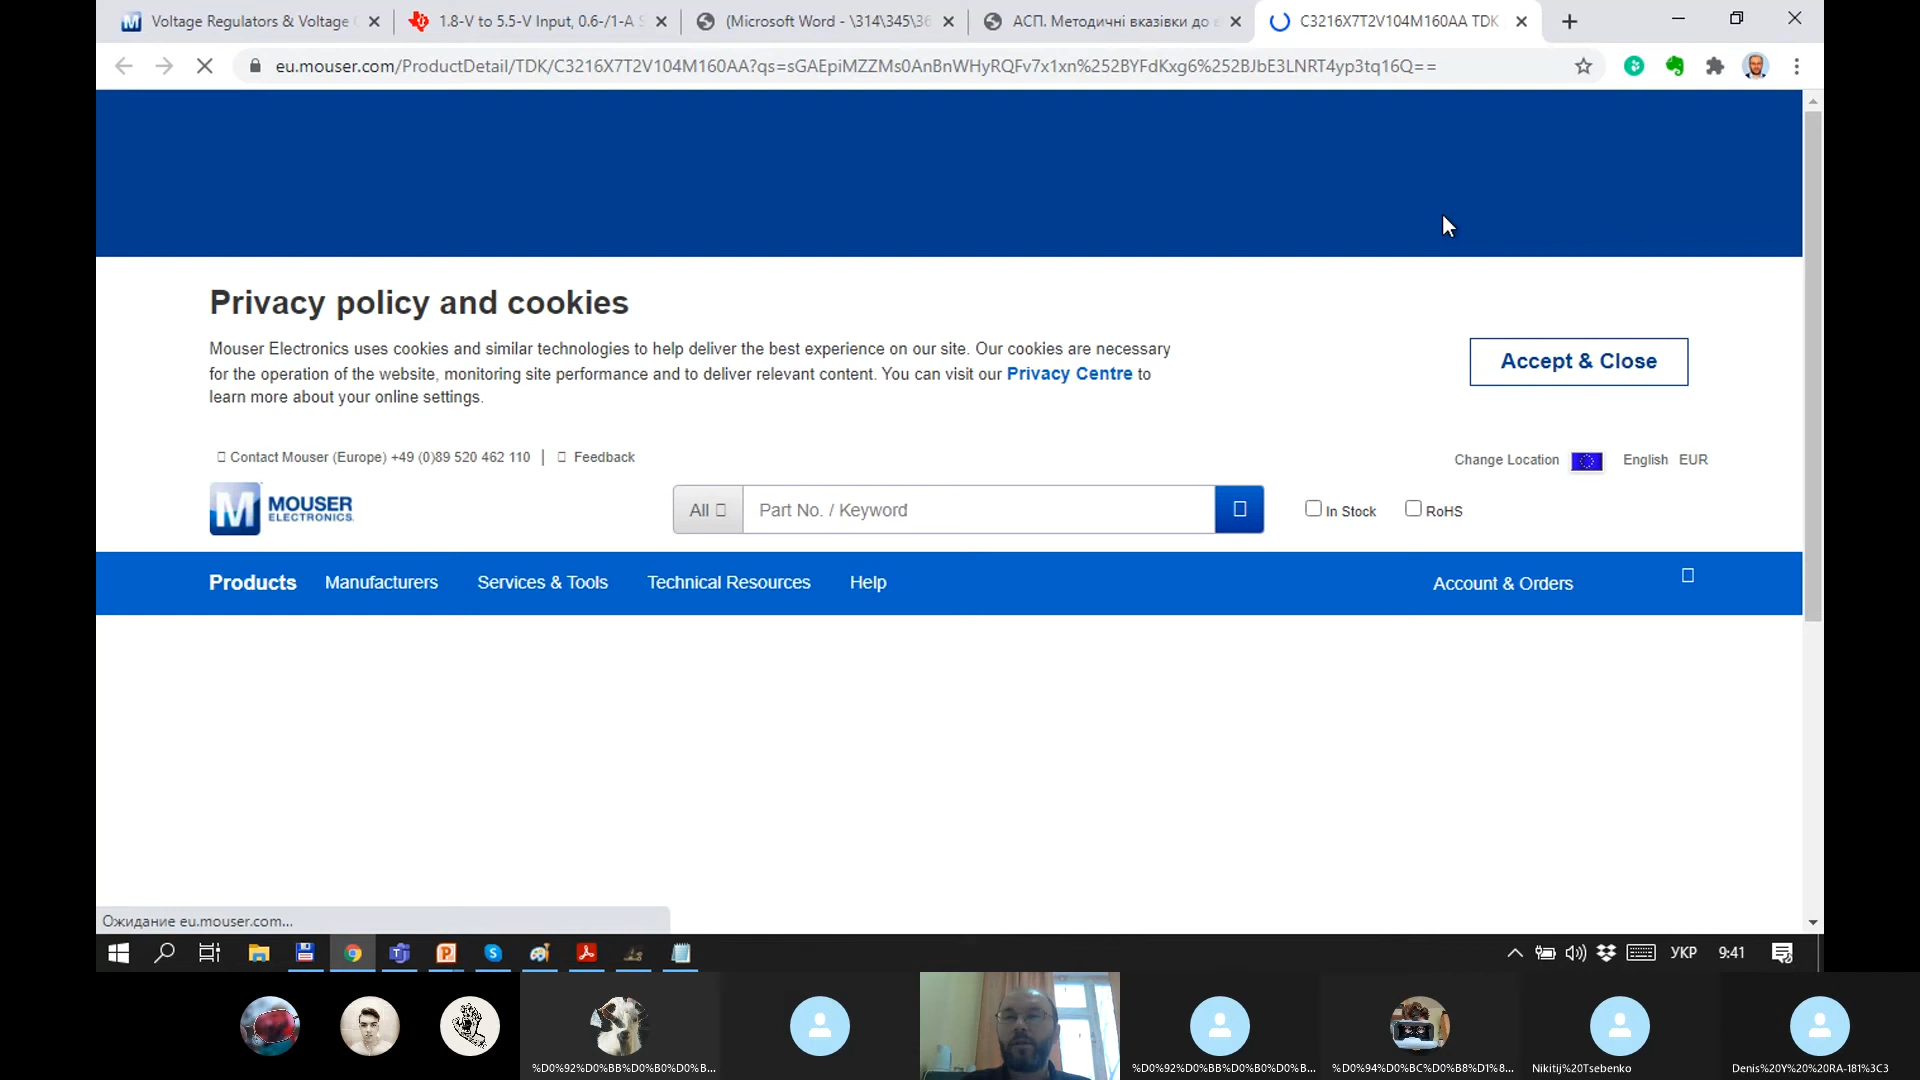 Voltage Regulators & Voltage
1.8-V to 5.5-V Input, 0.6-/1-A S
(Microsoft Word - \314\345\36
АСП. Методичні вказівки до в
C3216X7T2V104M160AA TDK
eu.mouser.com/ProductDetail/TDK/C3216X7T2V104M160AA?qs=sGAEpiMZZMs0AnBnWHyRQFv7x1xn%252BYFdKxg6%252BJbE3LNRT4yp3tq16Q==
Privacy policy and cookies
Mouser Electronics uses cookies and similar technologies to help deliver the best experience on our site. Our cookies are necessary
for the operation of the website, monitoring site performance and to deliver relevant content. You can visit our Privacy Centre to
learn more about your online settings.
Accept & Close
Contact Mouser (Europe) +49 (0)89 520 462 110 | Feedback
Change Location English EUR
M MOUSER
ELECTRONICS
All Part No. / Keyword
In Stock RoHS
Products Manufacturers Services & Tools Technical Resources Help Account & Orders
Ожидание eu.mouser.com...
УКР 9:41
%D0%92%D0%BB%D0%B0%D0%B... %D0%92%D0%BB%D0%B0%D0%B... %D0%94%D0%BC%D0%B8%D1%8... Nikitij%20Tsebenko Denis%20Y%20RA-181%3C3